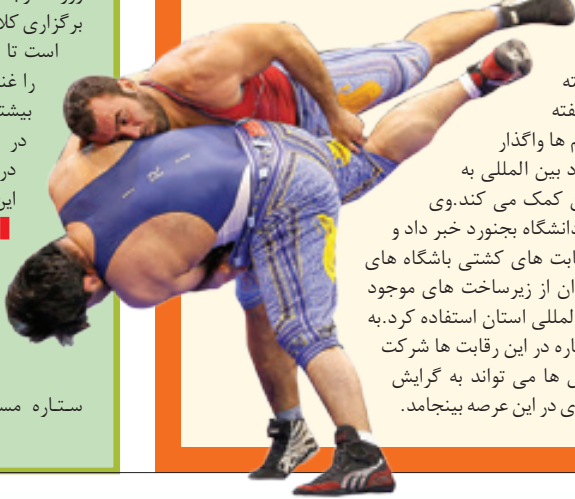 ته
فته
م ها واگذار
د بین المللی به
کمک می کند.وی
دانشگاه بجنورد خبر داد و
ابت های کشتی باشگاه های
ان از زیرساخت های موجود
المللی استان استفاده کرد.به
اره در این رقابت ها شرکت
ها می تواند به گرایش
ی در این عرصه بینجامد.
برگزاری کلا
است تا
را غن
بیشت
در
در
این
ستاره مس
I R I